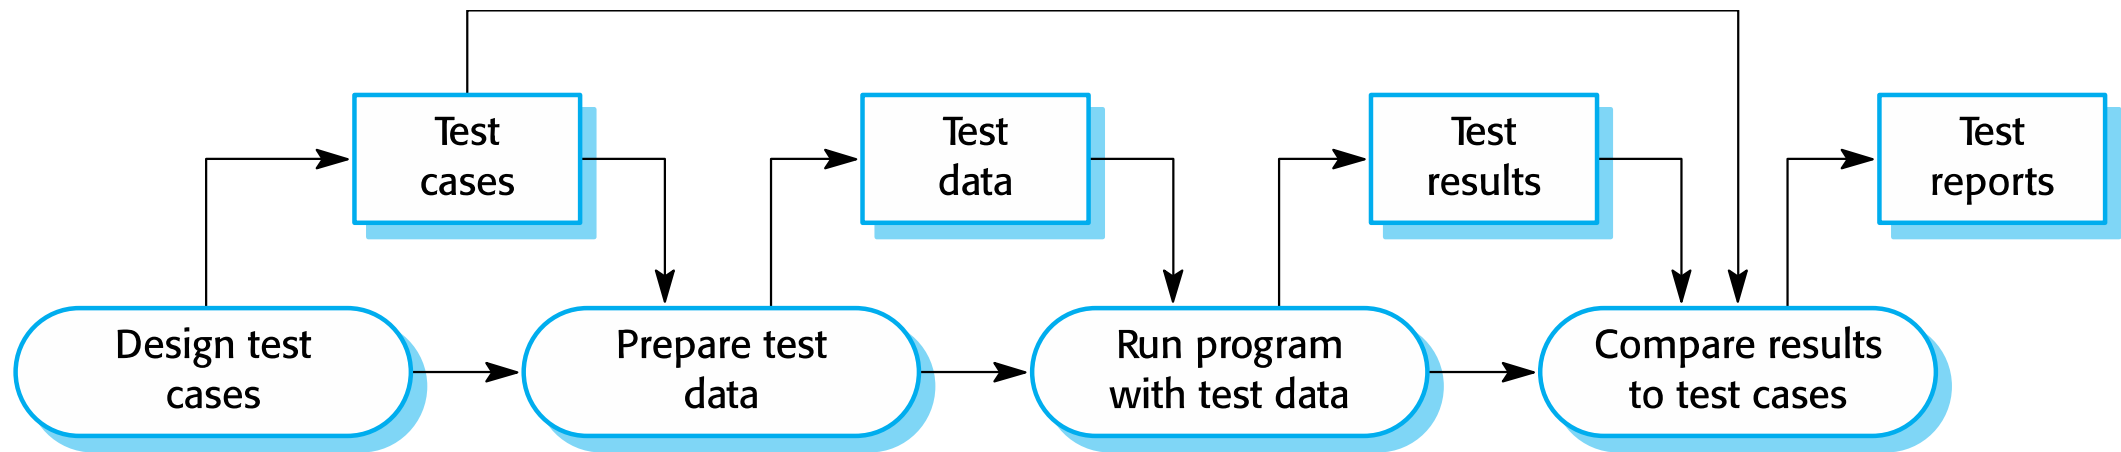 Test
cases
Test
data
Test
results
Test
reports
Design test
cases
Prepare test
data
Run program
with test data
Compare results
to test cases